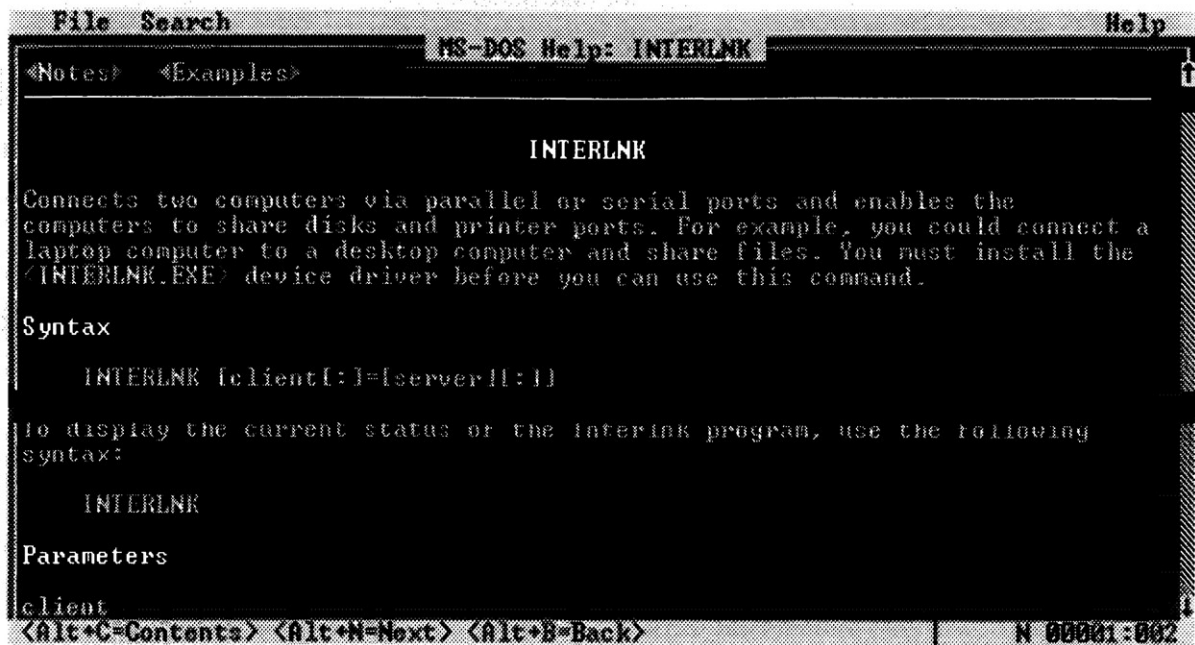 File Search Help
MS-DOS Help: INTERLNK
◄Notes► ◄Examples►
INTERLNK
Connects two computers via parallel or serial ports and enables the
computers to share disks and printer ports. For example, you could connect a
laptop computer to a desktop computer and share files. You must install the
<INTERLNK.EXE> device driver before you can use this command.
Syntax
INTERLNK [client[:]=[server][:]]
To display the current status of the Interlnk program, use the following
syntax:
INTERLNK
Parameters
client
<Alt+C=Contents> <Alt+N=Next> <Alt+B=Back> N 00001:002